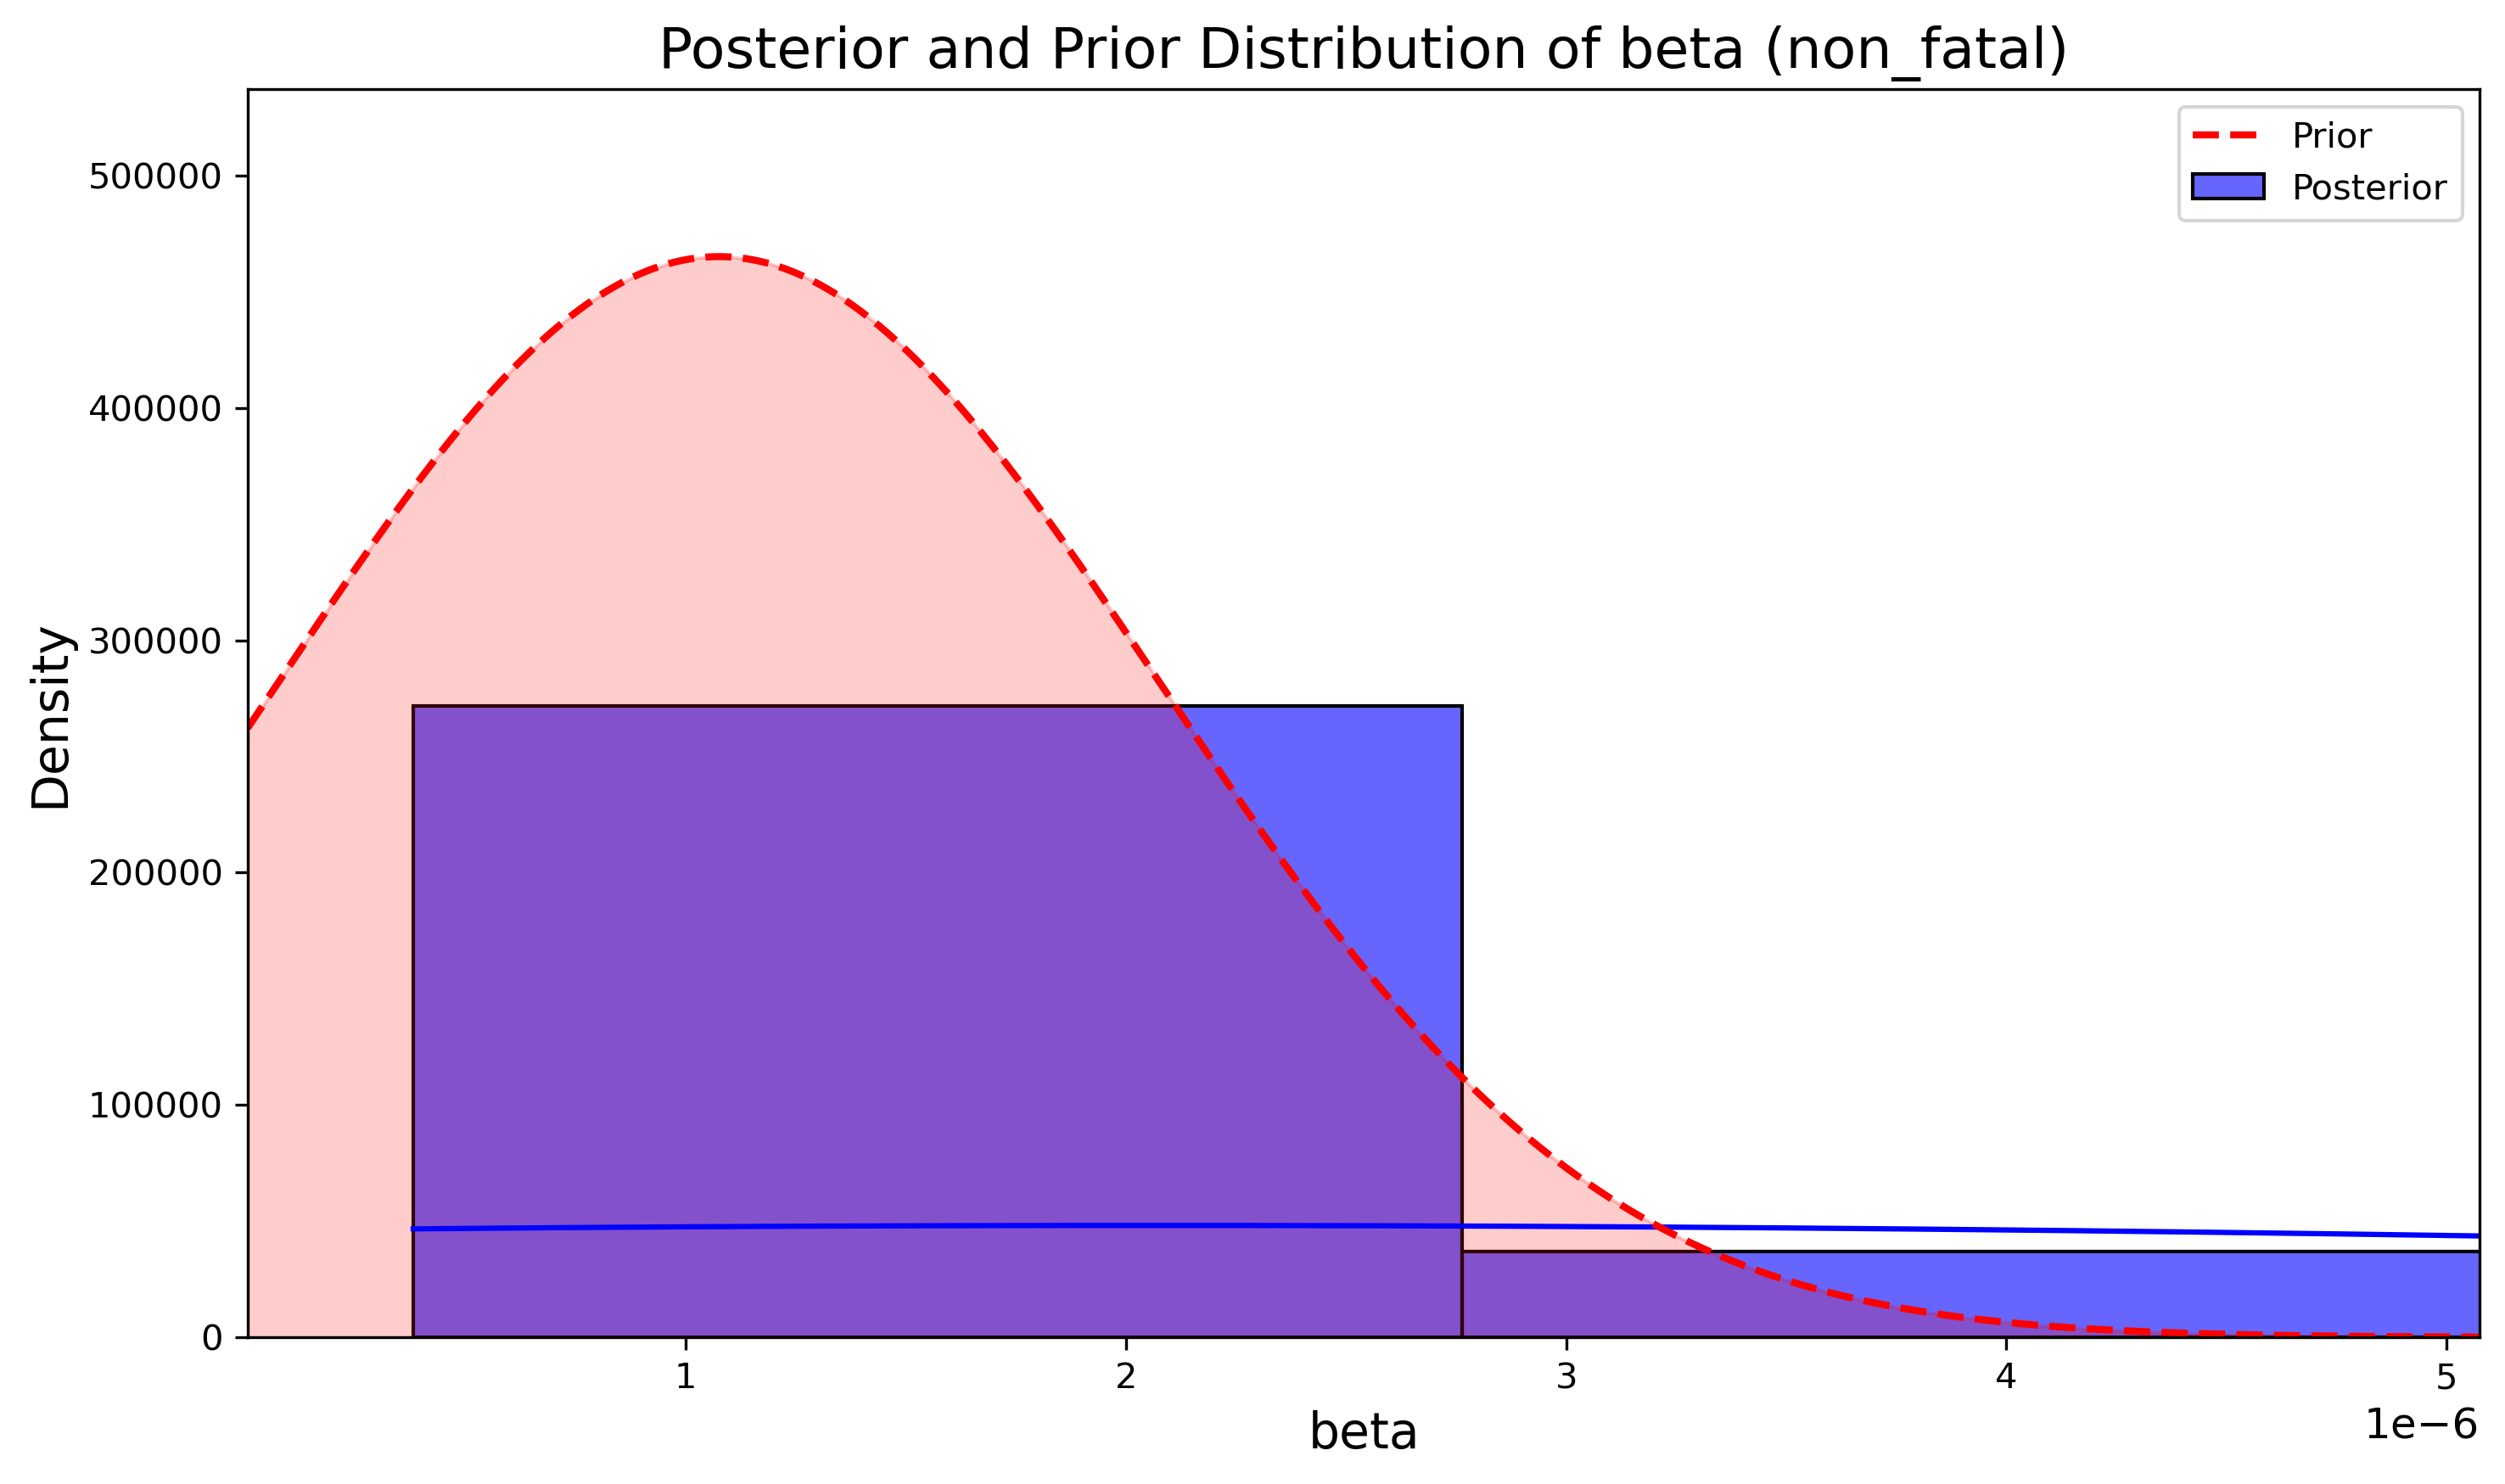 Posterior and Prior Distribution of beta (non_fatal)
Prior
Posterior
Density
500000
400000
300000
200000
100000
0
1 2 3 4 5
1e−6
beta